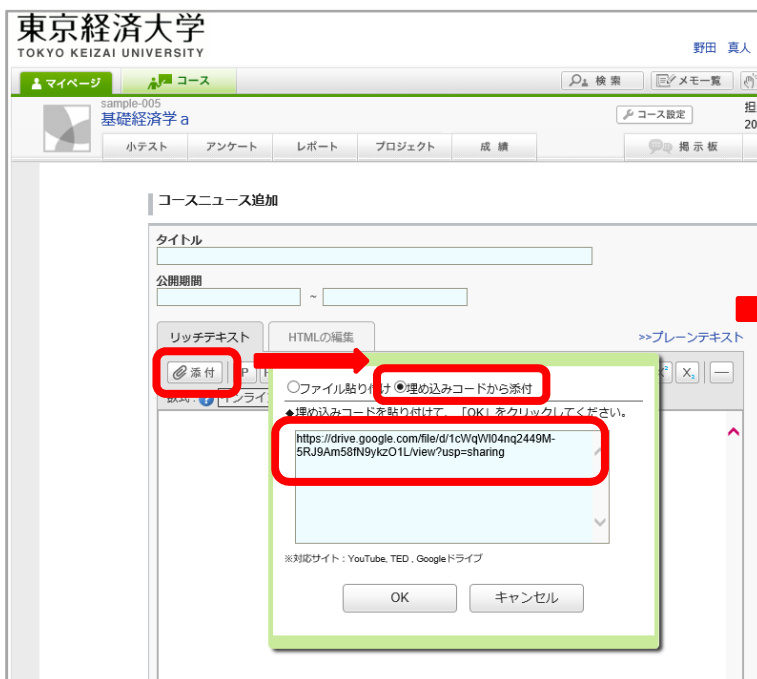 東京経済大学
TOKYO KEIZAI UNIVERSITY
野田 真人
マイページ
コース
検索
メモ一覧
sample-005
基礎経済学a
コース設定
担
20
小テスト アンケート レポート プロジェクト 成績 掲示板
コースニュース追加
タイトル
公開期間
~
リッチテキスト HTMLの編集 >>プレーンテキスト
添付 P X₂
ファイル貼り付け 埋め込みコードから添付
◆埋め込みコードを貼り付けて、「OK」をクリックしてください。
https://drive.google.com/file/d/1cWqWl04nq2449M-
5RJ9Am58fN9ykzO1L/view?usp=sharing
※対応サイト：YouTube, TED , Googleドライブ
OK キャンセル